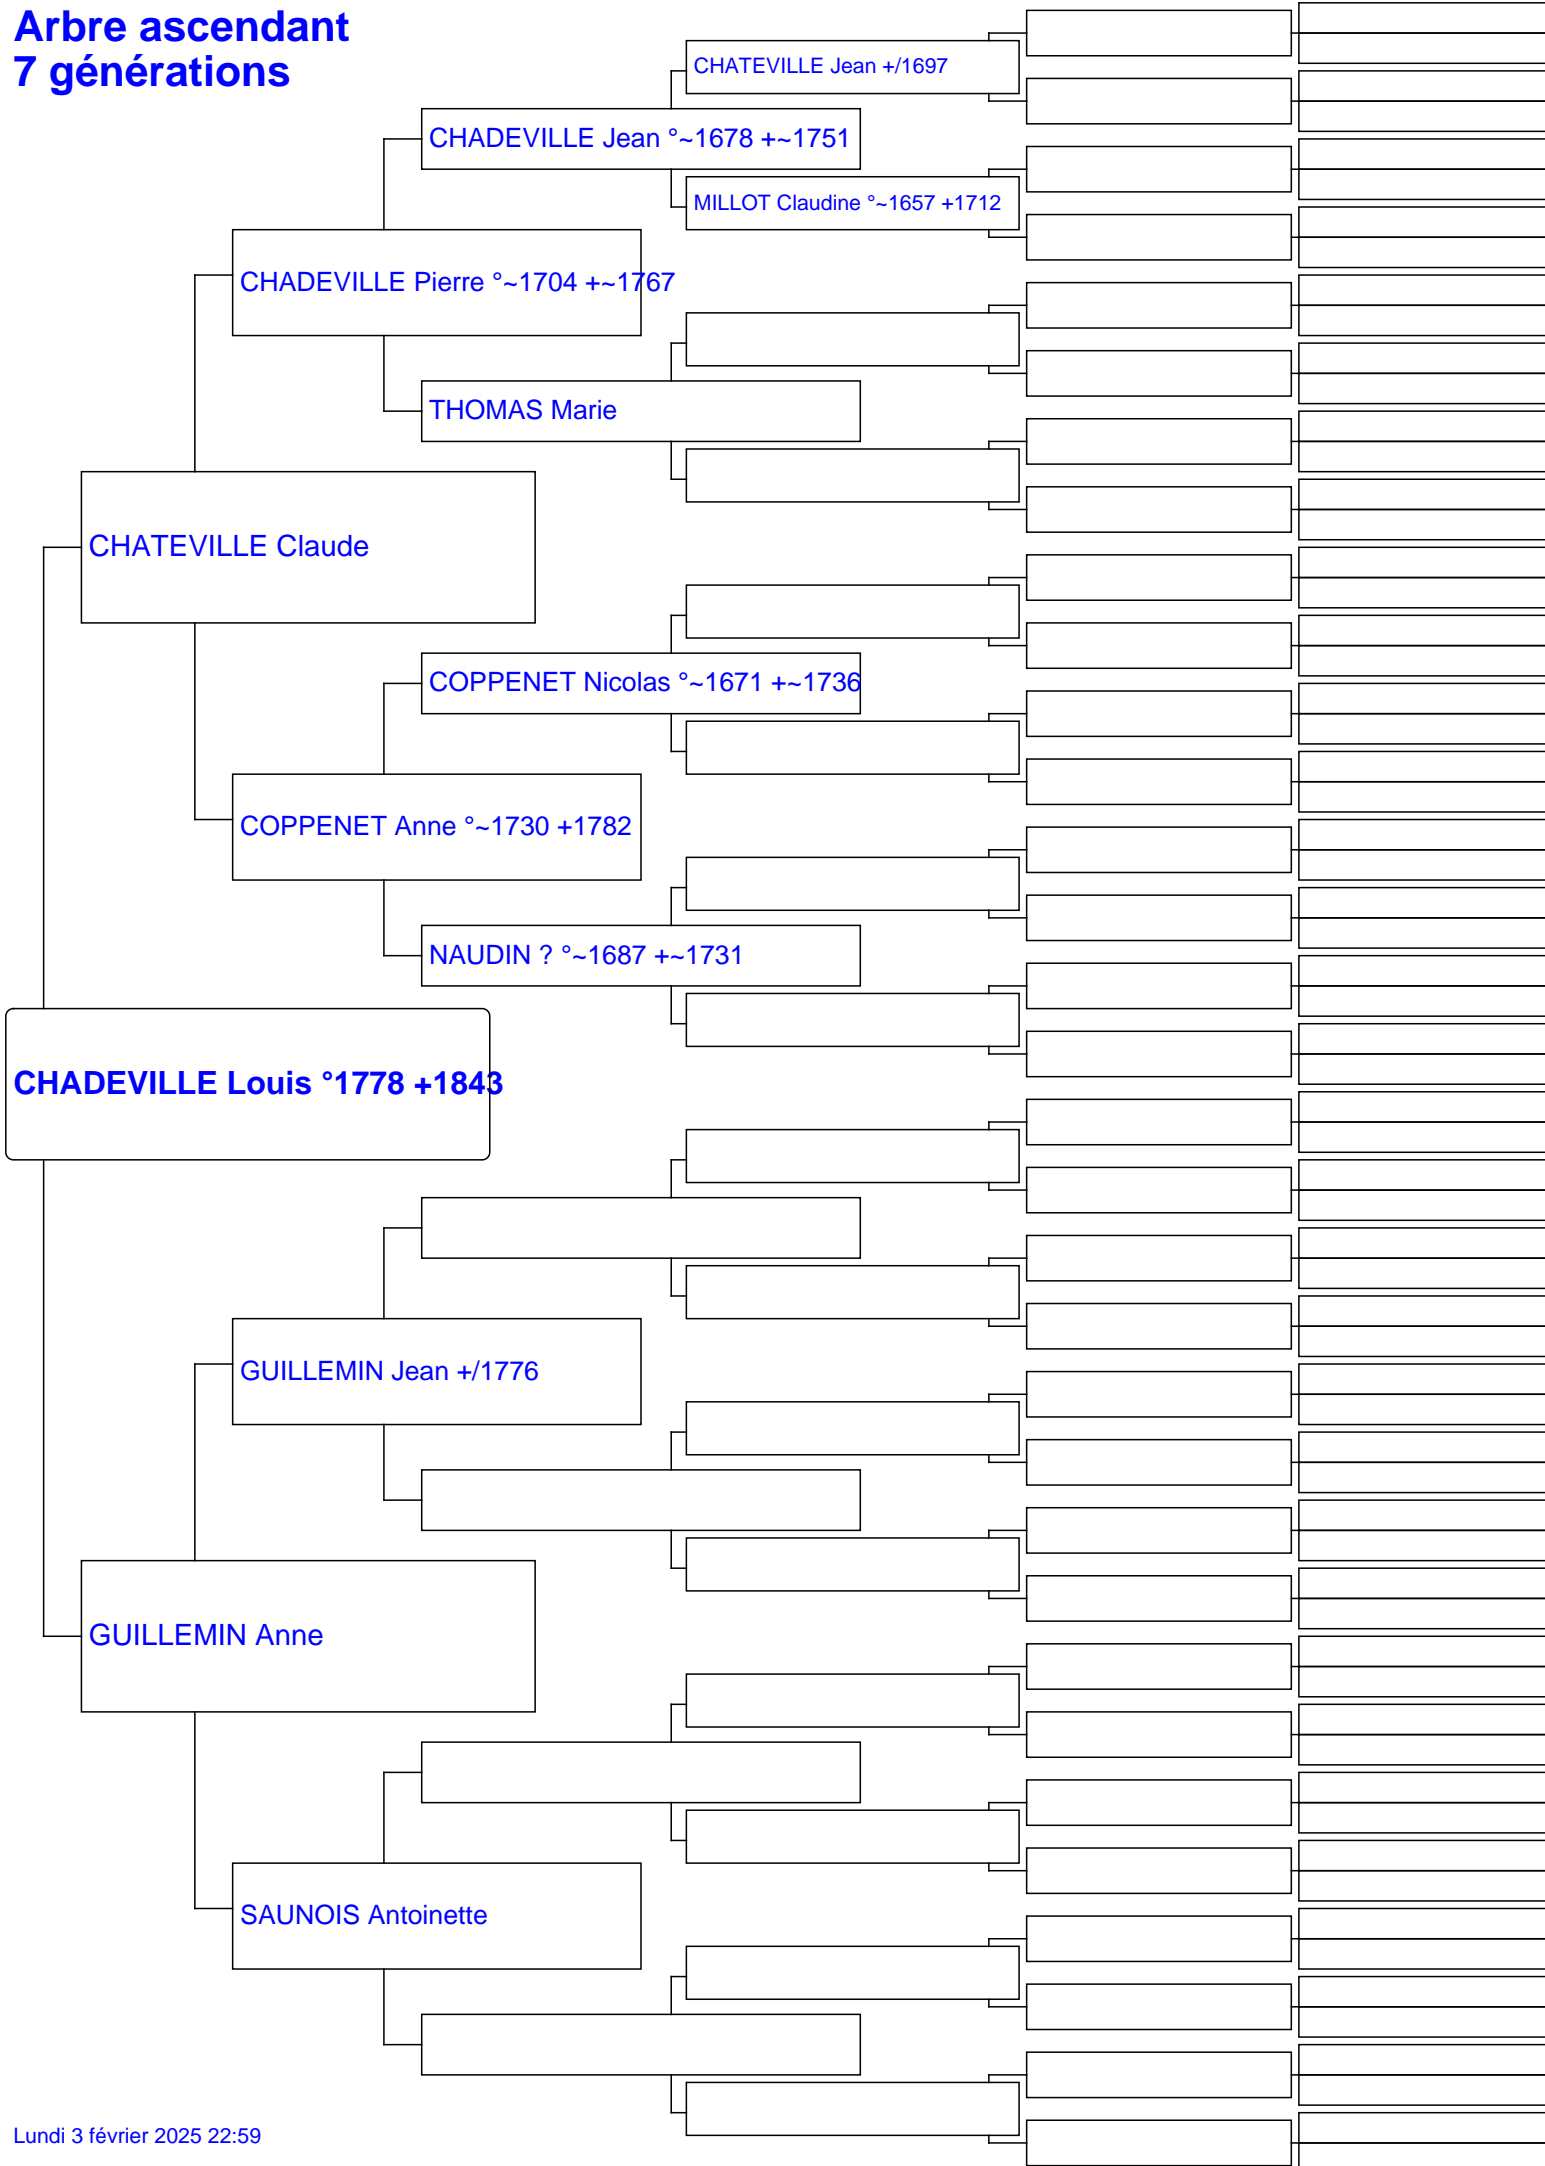 Arbre ascendant
7 générations
CHATEVILLE Jean +/1697
CHADEVILLE Jean °~1678 +~1751
MILLOT Claudine °~1657 +1712
CHADEVILLE Pierre °~1704 +~1767
THOMAS Marie
CHATEVILLE Claude
COPPENET Nicolas °~1671 +~1736
COPPENET Anne °~1730 +1782
NAUDIN ? °~1687 +~1731
CHADEVILLE Louis °1778 +1843
GUILLEMIN Jean +/1776
GUILLEMIN Anne
SAUNOIS Antoinette
Lundi 3 février 2025 22:59